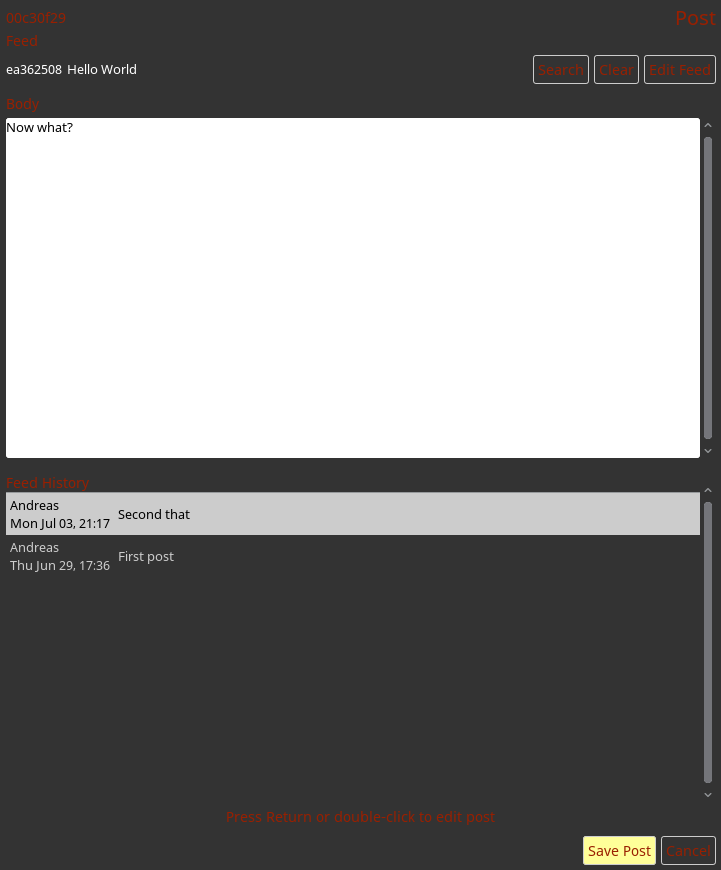 00c30f29 Post
Feed
ea362508 Hello World Search Clear Edit Feed
Body
Now what?
Feed History
Andreas
Mon Jul 03, 21:17 Second that
Andreas
Thu Jun 29, 17:36 First post
Press Return or double-click to edit post
Save Post Cancel